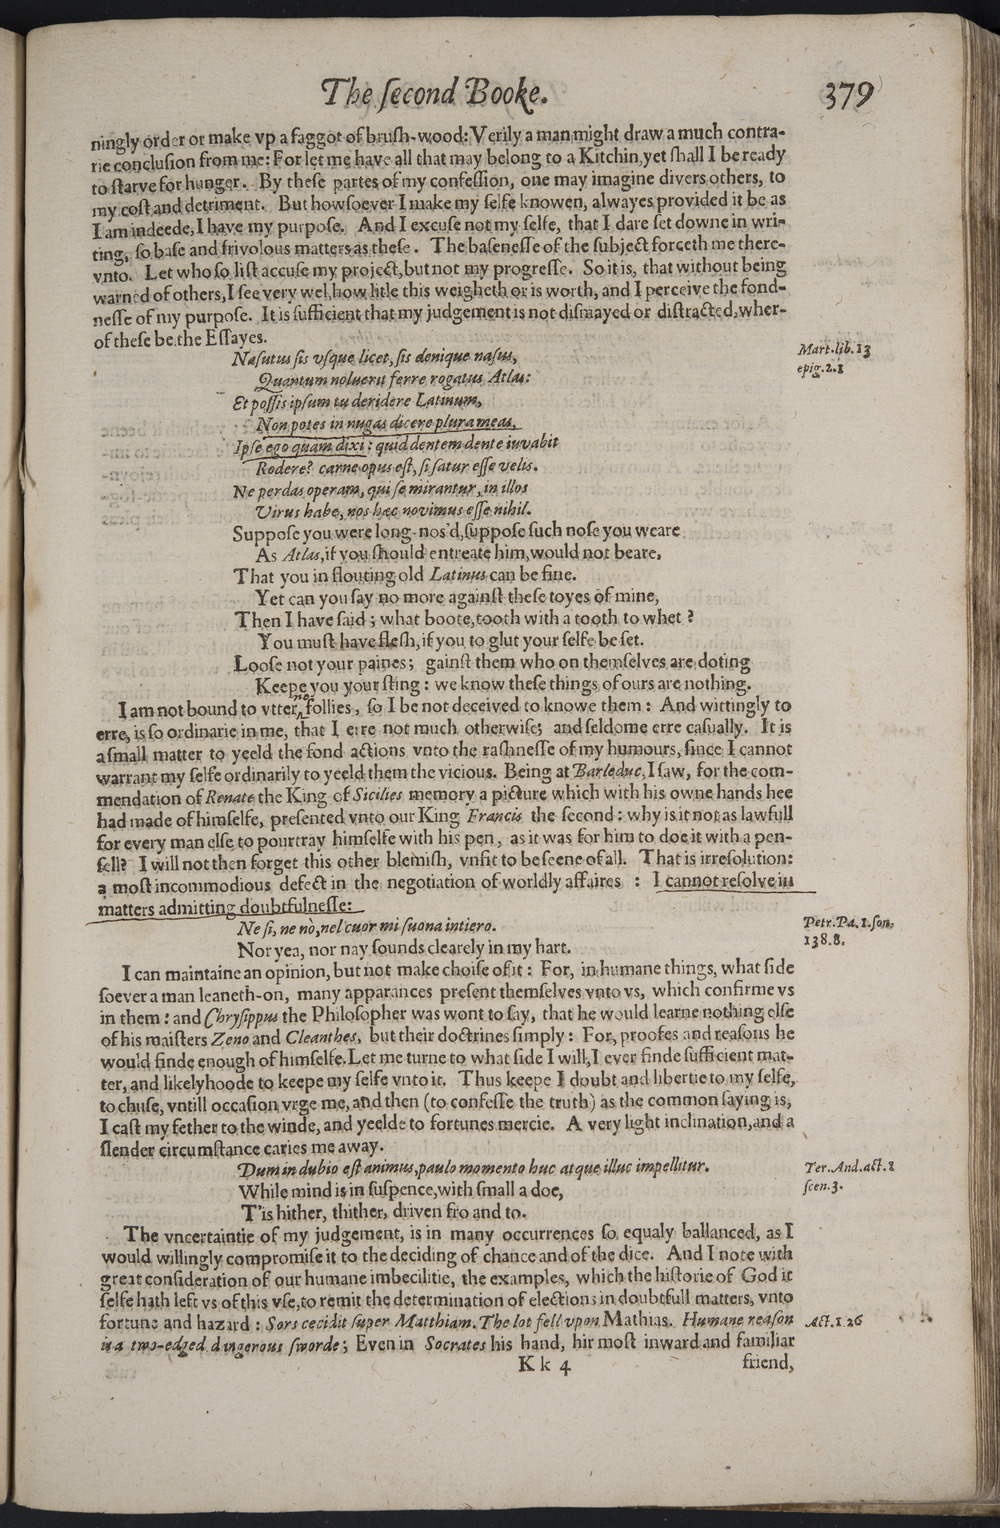 The ſecond Booke.
379
ningly order or make vp a faggot of bruſh-wood: Verily a man might draw a much contra-
rie concluſion from me: For let me have all that may belong to a Kitchin, yet ſhall I be ready
to ſtarve for hunger. By theſe partes of my confeſſion, one may imagine divers others, to
my coſt and detriment. But howſoever I make my ſelfe knowen, alwayes provided it be as
I am indeede, I have my purpoſe. And I excuſe not my ſelfe, that I dare ſet downe in wri-
ting, ſo baſe and frivolous matters as theſe. The baſeneſſe of the ſubject forceth me there-
vnto. Let who ſo liſt accuſe my project, but not my progreſſe. So it is, that without being
warned of others, I ſee very wel, how litle this weigheth or is worth, and I perceive the fond-
neſſe of my purpoſe. It is ſufficient that my judgement is not diſmayed or diſtracted, wher-
of theſe be the Eſſayes.
Naſutus ſis vſque licet, ſis denique naſus,
Mart. lib. 13
epig. 2. 8
Quantum noluerit ferre rogatus Atlas:
Et poſſis ipſum tu deridere Latinum,
Non potes in nugas dicere plura meas,
Ipſe ego quam dixi: quid dentem dente iuvabit
Rodere? carne opus eſt, ſi ſatur eſſe velis.
Ne perdas operam, qui ſe mirantur, in illos
Virus habe, nos hæc novimus eſſe nihil.
Suppoſe you were long-nos'd, ſuppoſe ſuch noſe you weare
As Atlas, if you ſhould entreate him, would not beare,
That you in flouting old Latinus can be fine.
Yet can you ſay no more againſt theſe toyes of mine,
Then I have ſaid; what boote, tooth with a tooth to whet?
You muſt have fleſh, if you to glut your ſelfe be ſet.
Looſe not your paines; gainſt them who on themſelves are doting
Keepe you your ſting: we know theſe things of ours are nothing.
I am not bound to vtter no follies, ſo I be not deceived to knowe them: And wittingly to
erre, is ſo ordinarie in me, that I erre not much otherwiſe; and ſeldome erre caſually. It is
a ſmall matter to yeeld the fond actions vnto the raſhneſſe of my humours, ſince I cannot
warrant my ſelfe ordinarily to yeeld them the vicious. Being at Barleduc, I ſaw, for the com-
mendation of Renate the King of Sicilies memory a picture which with his owne hands hee
had made of himſelfe, preſented vnto our King Francis the ſecond: why is it not as lawfull
for every man elſe to pourtray himſelfe with his pen, as it was for him to doe it with a pen-
ſell? I will not then forget this other blemiſh, vnfit to be ſeene of all. That is irreſolution:
a moſt incommodious defect in the negotiation of worldly affaires : I cannot reſolve in
matters admitting doubtfulneſſe:
Ne ſi, ne nò, nel cuor mi ſuona intiero.
Petr. Pa. 1. ſon.
138. 8.
Nor yea, nor nay ſounds clearely in my hart.
I can maintaine an opinion, but not make choiſe of it: For, in humane things, what ſide
ſoever a man leaneth-on, many apparances preſent themſelves vnto vs, which confirme vs
in them: and Chryſippus the Philoſopher was wont to ſay, that he would learne nothing elſe
of his maiſters Zeno and Cleanthes, but their doctrines ſimply: For, proofes and reaſons he
would finde enough of himſelfe. Let me turne to what ſide I will, I ever finde ſufficient mat-
ter, and likelyhoode to keepe my ſelfe vnto it. Thus keepe I doubt and libertie to my ſelfe,
to chuſe, vntill occaſion vrge me, and then (to confeſſe the truth) as the common ſaying is,
I caſt my fether to the winde, and yeelde to fortunes mercie. A very light inclination, and a
ſlender circumſtance caries me away.
Dum in dubio eſt animus, paulo momento huc atque illuc impellitur.
Ter. And. act. 1
ſcen. 3.
While mind is in ſuſpence, with ſmall a doe,
T'is hither, thither, driven fro and to.
The vncertaintie of my judgement, is in many occurrences ſo equaly ballanced, as I
would willingly compromiſe it to the deciding of chance and of the dice. And I note with
great conſideration of our humane imbecilitie, the examples, which the hiſtorie of God it
ſelfe hath left vs of this vſe, to remit the determination of elections in doubtfull matters, vnto
fortune and hazard: Sors cecidit ſuper Matthiam. The lot fell vpon Mathias. Humane reaſon
Act. 1. 26
is a two-edged dangerous ſworde; Even in Socrates his hand, hir moſt inward and familiar
K k 4
friend,